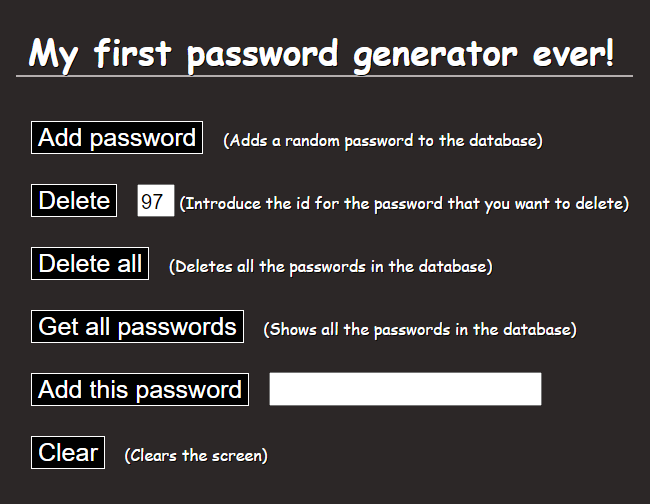 My first password generator ever!
Add password (Adds a random password to the database)
Delete 97 (Introduce the id for the password that you want to delete)
Delete all (Deletes all the passwords in the database)
Get all passwords (Shows all the passwords in the database)
Add this password
Clear (Clears the screen)